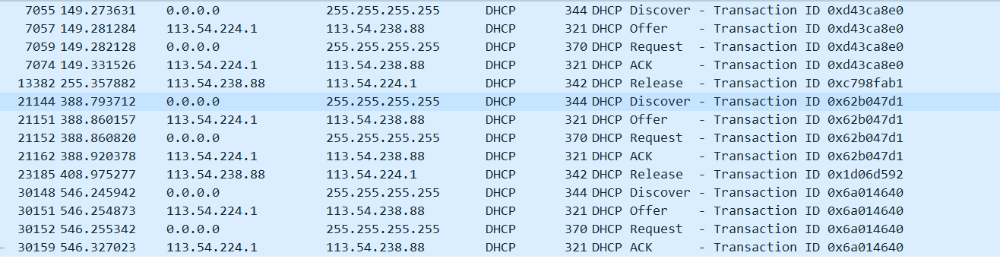 7055 149.273631 0.0.0.0 255.255.255.255 DHCP 344 DHCP Discover - Transaction ID 0xd43ca8e0
7057 149.281284 113.54.224.1 113.54.238.88 DHCP 321 DHCP Offer - Transaction ID 0xd43ca8e0
7059 149.282128 0.0.0.0 255.255.255.255 DHCP 370 DHCP Request - Transaction ID 0xd43ca8e0
7074 149.331526 113.54.224.1 113.54.238.88 DHCP 321 DHCP ACK - Transaction ID 0xd43ca8e0
13382 255.357882 113.54.238.88 113.54.224.1 DHCP 342 DHCP Release - Transaction ID 0xc798fab1
21144 388.793712 0.0.0.0 255.255.255.255 DHCP 344 DHCP Discover - Transaction ID 0x62b047d1
21151 388.860157 113.54.224.1 113.54.238.88 DHCP 321 DHCP Offer - Transaction ID 0x62b047d1
21152 388.860820 0.0.0.0 255.255.255.255 DHCP 370 DHCP Request - Transaction ID 0x62b047d1
21162 388.920378 113.54.224.1 113.54.238.88 DHCP 321 DHCP ACK - Transaction ID 0x62b047d1
23185 408.975277 113.54.238.88 113.54.224.1 DHCP 342 DHCP Release - Transaction ID 0x1d06d592
30148 546.245942 0.0.0.0 255.255.255.255 DHCP 344 DHCP Discover - Transaction ID 0x6a014640
30151 546.254873 113.54.224.1 113.54.238.88 DHCP 321 DHCP Offer - Transaction ID 0x6a014640
30152 546.255342 0.0.0.0 255.255.255.255 DHCP 370 DHCP Request - Transaction ID 0x6a014640
30159 546.327023 113.54.224.1 113.54.238.88 DHCP 321 DHCP ACK - Transaction ID 0x6a014640